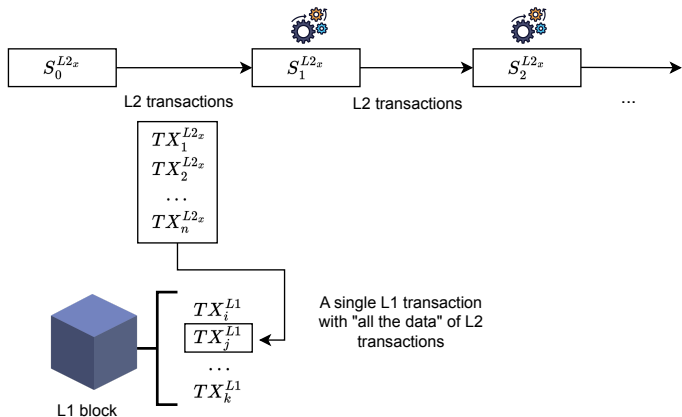 $S_0^{L2_x}$
$S_1^{L2_x}$
$S_2^{L2_x}$
L2 transactions
L2 transactions
...
$TX_1^{L2_x}$
$TX_2^{L2_x}$
...
$TX_n^{L2_x}$
$TX_i^{L1}$
$TX_j^{L1}$
...
$TX_k^{L1}$
A single L1 transaction
with "all the data" of L2
transactions
L1 block